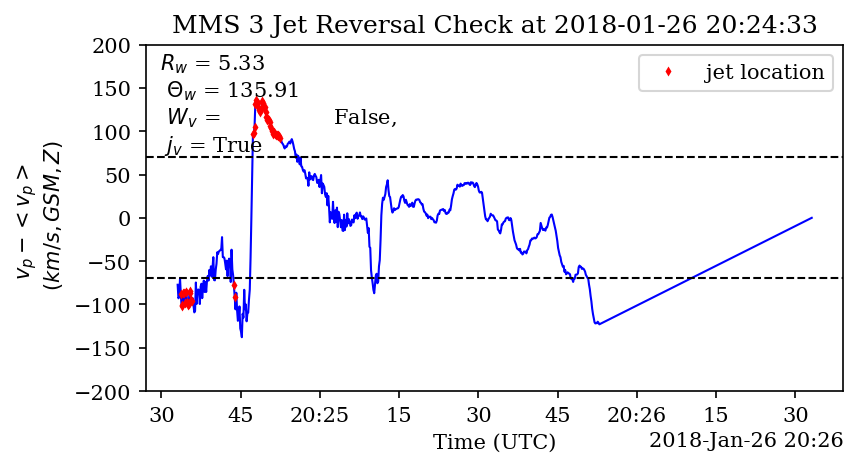 MMS 3 Jet Reversal Check at 2018-01-26 20:24:33
R_w = 5.33
Θ_w = 135.91
W_v = False,
j_v = True
jet location
v_p − < v_p >
(km/s, GSM, Z)
200
150
100
50
0
−50
−100
−150
−200
30 45 20:25 15 30 45 20:26 15 30
Time (UTC)
2018-Jan-26 20:26